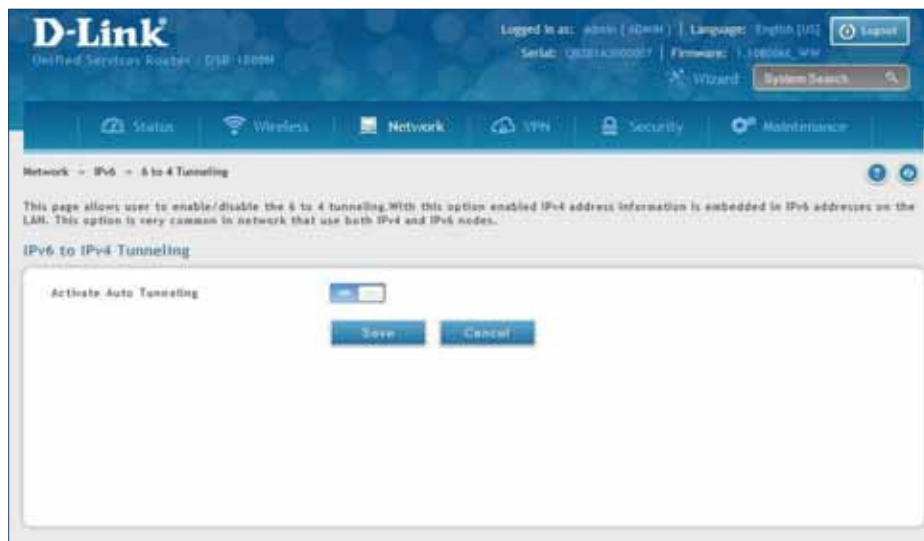 D-Link
Logged in as: admin ( ADMIN ) | Language: English [US]
Logout
Unified Services Router
Serial: | Firmware:
Wizard
System Search
Status
Wireless
Network
VPN
Security
Maintenance
Network » IPv6 » 6 to 4 Tunneling
This page allows user to enable/disable the 6 to 4 tunneling.With this option enabled IPv4 address information is embedded in IPv6 addresses on the
LAN. This option is very common in network that use both IPv4 and IPv6 nodes.
IPv6 to IPv4 Tunneling
Activate Auto Tunneling
Save
Cancel